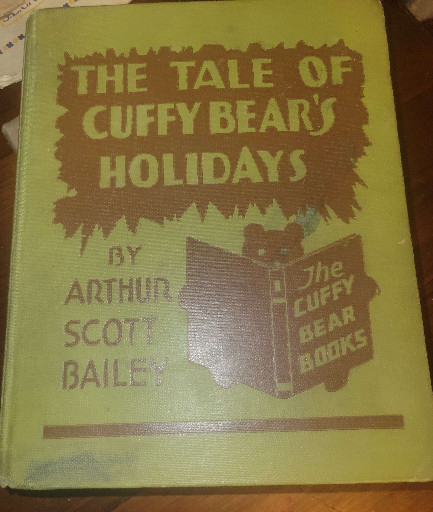 THE TALE OF
CUFFY BEAR'S
HOLIDAYS
BY
ARTHUR
SCOTT
BAILEY
The
CUFFY
BEAR
BOOKS